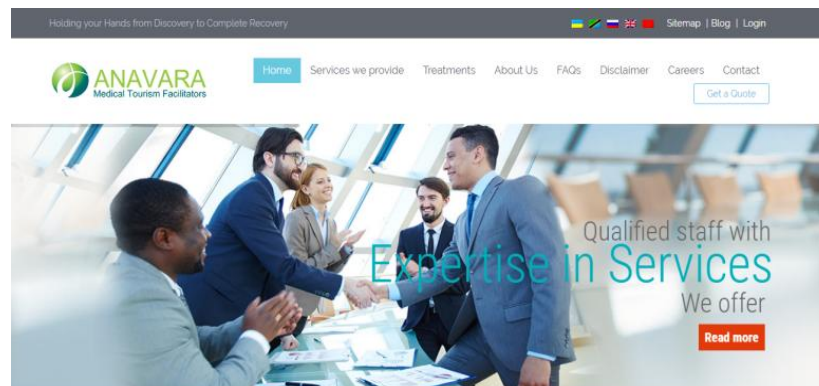 Holding your Hands from Discovery to Complete Recovery
Sitemap | Blog | Login
ANAVARA
Medical Tourism Facilitators
Home Services we provide Treatments About Us FAQs Disclaimer Careers Contact
Get a Quote
Qualified staff with
Expertise in Services
We offer
Read more